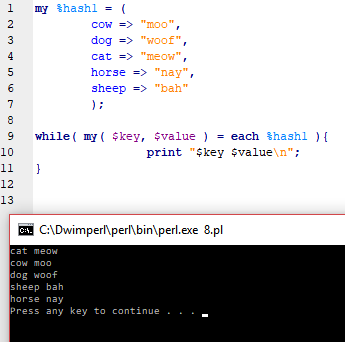 1 my %hash1 = (
2 cow => "moo",
3 dog => "woof",
4 cat => "meow",
5 horse => "nay",
6 sheep => "bah"
7 );
8
9 while( my( $key, $value ) = each %hash1 ){
10 print "$key $value\n";
11 }
12
13
C:\. C:\Dwimperl\perl\bin\perl.exe 8.pl
cat meow
cow moo
dog woof
sheep bah
horse nay
Press any key to continue . . .